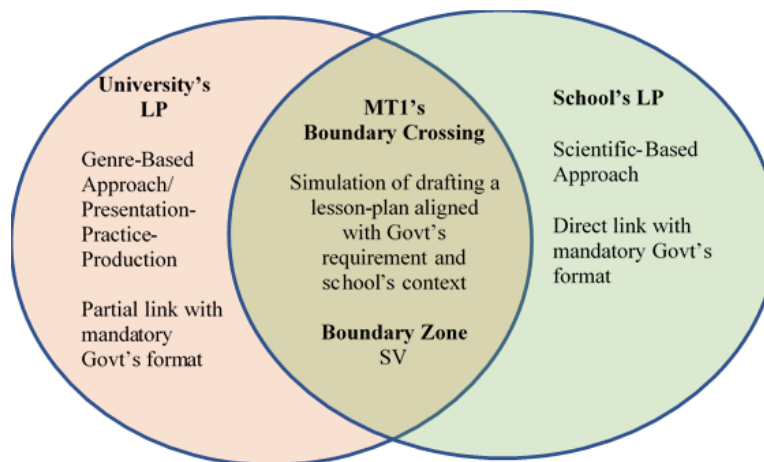 University's
LP
Genre-Based
Approach/
Presentation-
Practice-
Production
Partial link with
mandatory
Govt's format
MT1's
Boundary Crossing
Simulation of drafting a
lesson-plan aligned
with Govt's
requirement and
school's context
Boundary Zone
SV
School's LP
Scientific-Based
Approach
Direct link with
mandatory Govt's
format